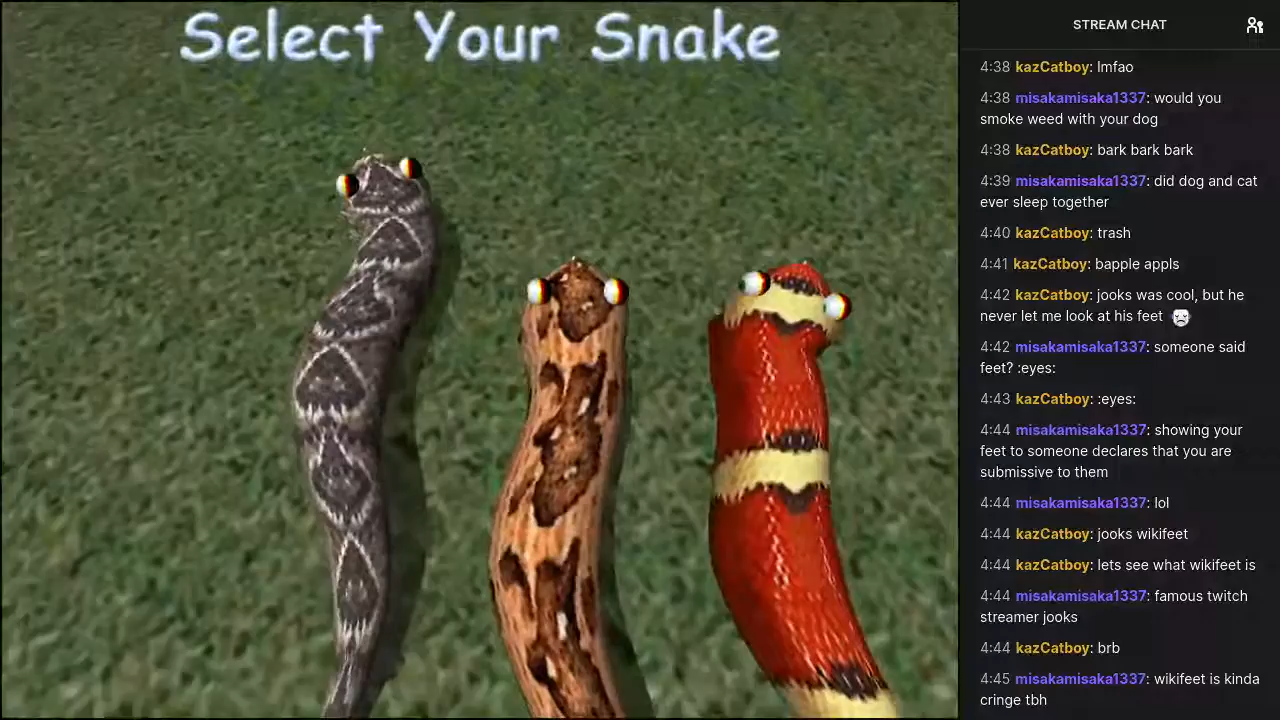 Select Your Snake
STREAM CHAT
4:38 kazCatboy: lmfao
4:38 misakamisaka1337: would you
smoke weed with your dog
4:38 kazCatboy: bark bark bark
4:39 misakamisaka1337: did dog and cat
ever sleep together
4:40 kazCatboy: trash
4:41 kazCatboy: bapple appls
4:42 kazCatboy: jooks was cool, but he
never let me look at his feet
4:42 misakamisaka1337: someone said
feet? :eyes:
4:43 kazCatboy: :eyes:
4:44 misakamisaka1337: showing your
feet to someone declares that you are
submissive to them
4:44 misakamisaka1337: lol
4:44 kazCatboy: jooks wikifeet
4:44 kazCatboy: lets see what wikifeet is
4:44 misakamisaka1337: famous twitch
streamer jooks
4:44 kazCatboy: brb
4:45 misakamisaka1337: wikifeet is kinda
cringe tbh